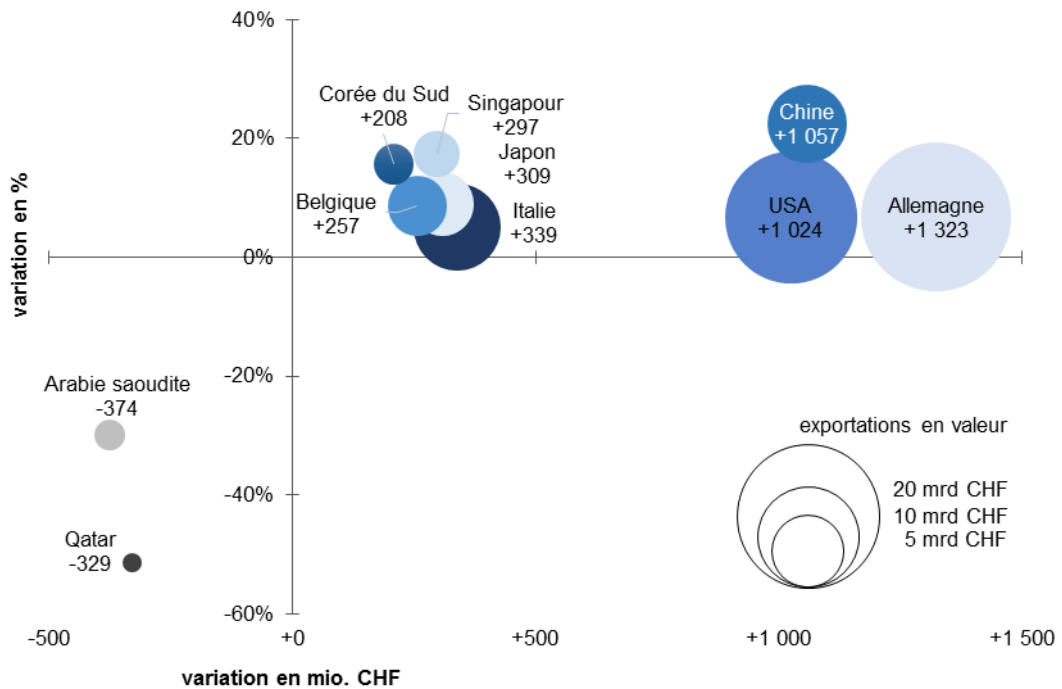 40%
20%
0%
-20%
-40%
-60%
variation en %
Corée du Sud
+208
Singapour
+297
Japon
+309
Belgique
+257
Italie
+339
Chine
+1 057
USA
+1 024
Allemagne
+1 323
Arabie saoudite
-374
Qatar
-329
exportations en valeur
20 mrd CHF
10 mrd CHF
5 mrd CHF
-500
+0
+500
+1 000
+1 500
variation en mio. CHF